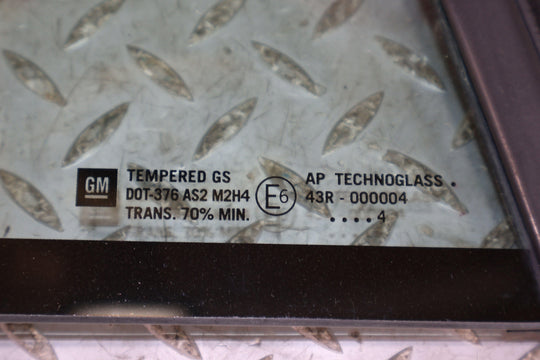 GM
TEMPERED GS
DOT-376 AS2 M2H4
TRANS. 70% MIN.
E6
AP TECHNOGLASS .
43R - 000004
. . . . 4